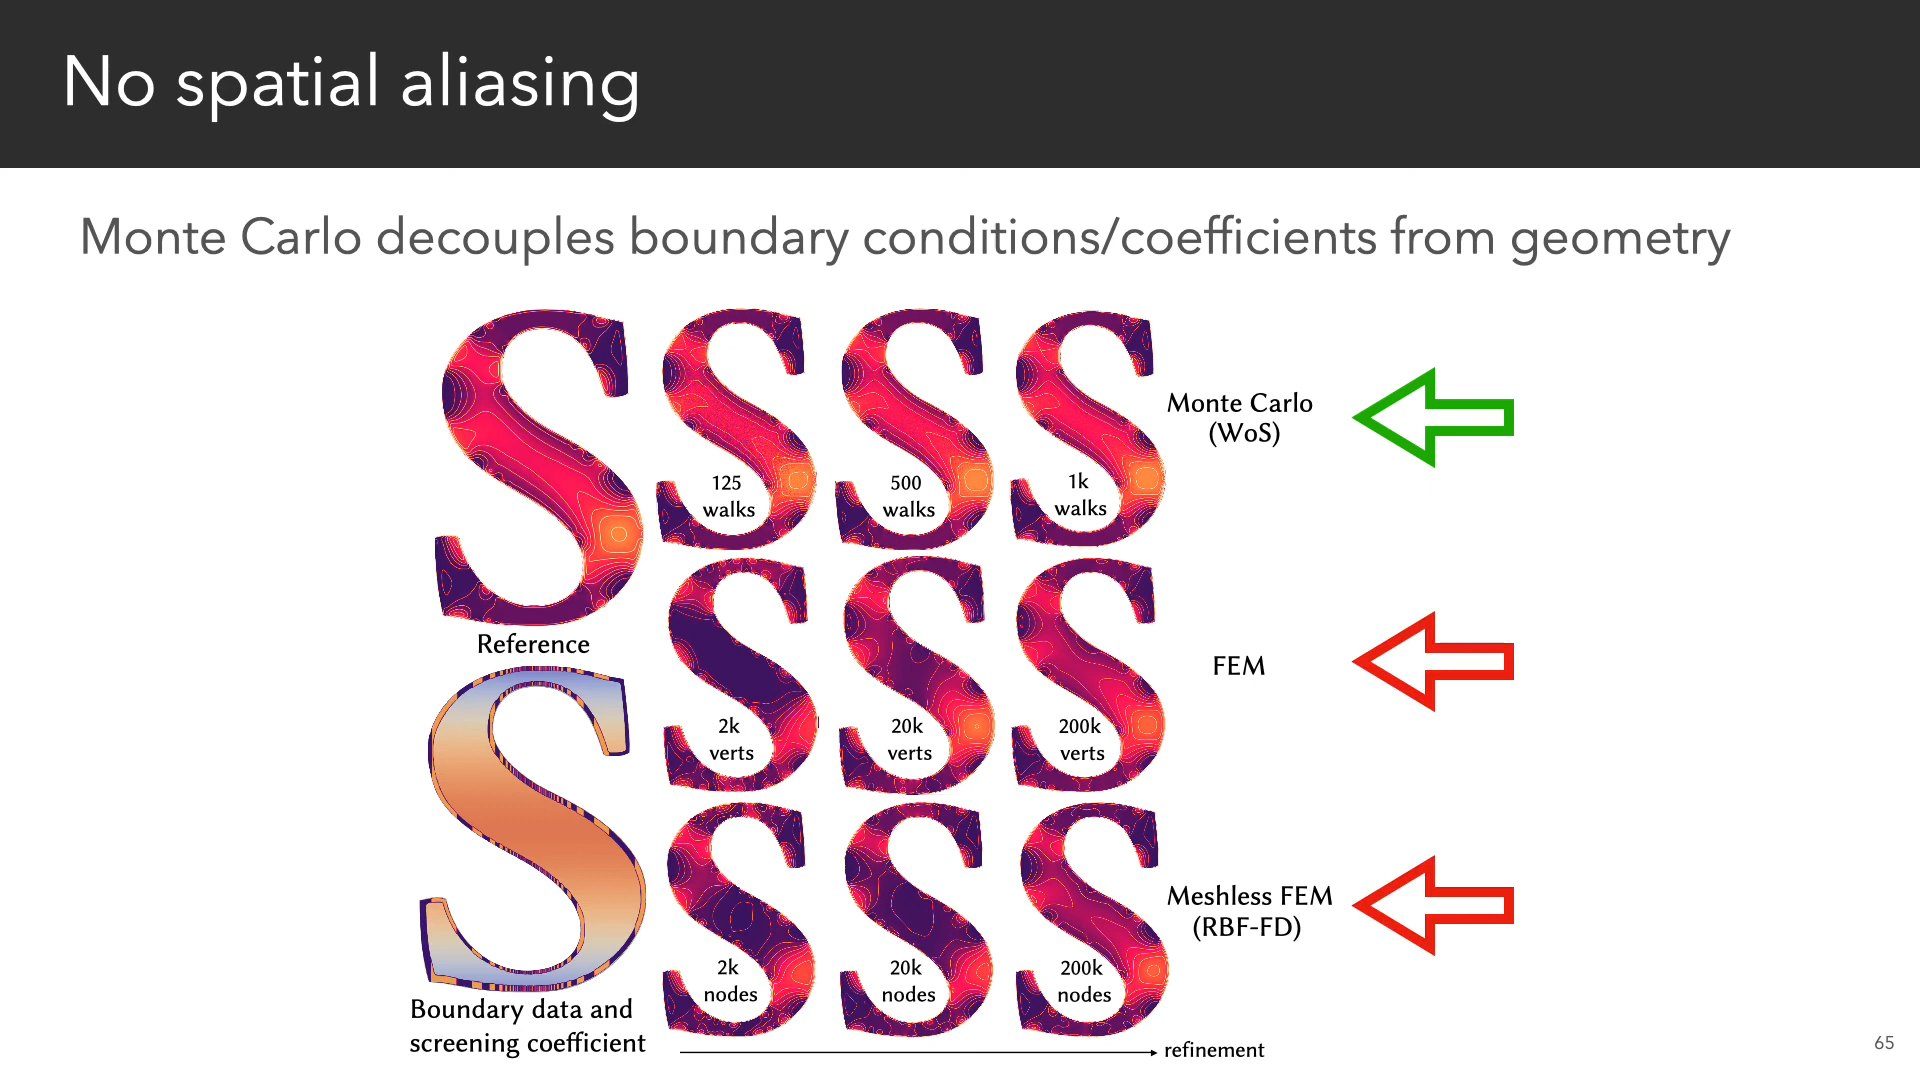 No spatial aliasing
Monte Carlo decouples boundary conditions/coefficients from geometry
Reference
Boundary data and
screening coefficient
125
walks
500
walks
1k
walks
Monte Carlo
(WoS)
2k
verts
20k
verts
200k
verts
FEM
2k
nodes
20k
nodes
200k
nodes
Meshless FEM
(RBF-FD)
refinement
65